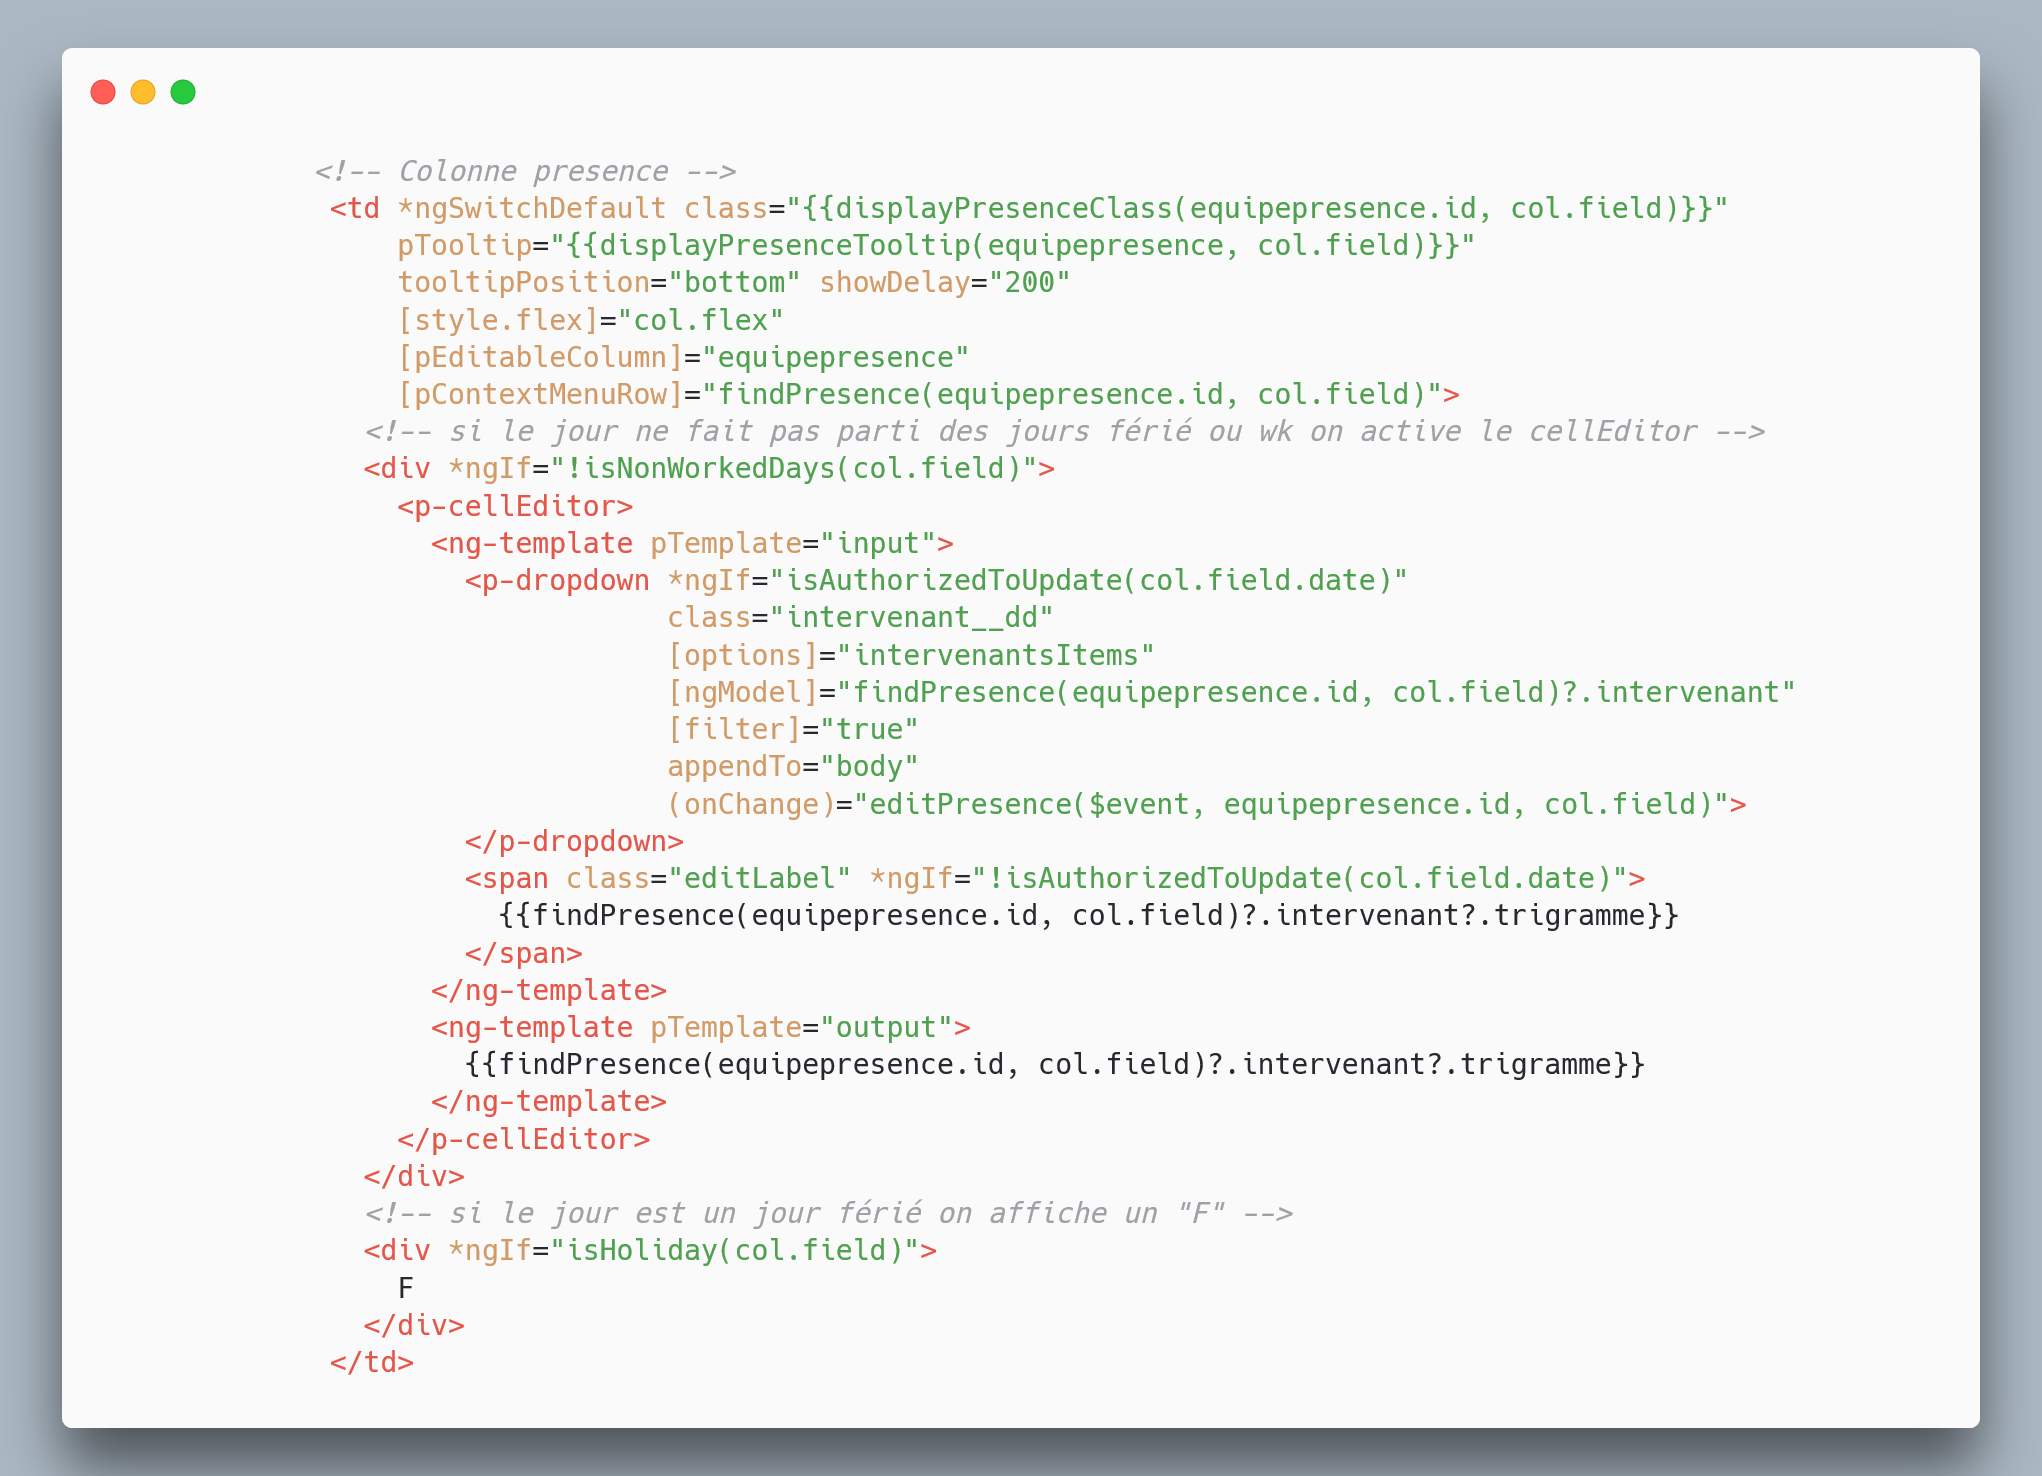 <!-- Colonne presence -->
<td *ngSwitchDefault class="{{displayPresenceClass(equipepresence.id, col.field)}}"
pTooltip="{{displayPresenceTooltip(equipepresence, col.field)}}"
tooltipPosition="bottom" showDelay="200"
[style.flex]="col.flex"
[pEditableColumn]="equipepresence"
[pContextMenuRow]="findPresence(equipepresence.id, col.field)">
<!-- si le jour ne fait pas parti des jours férié ou wk on active le cellEditor -->
<div *ngIf="!isNonWorkedDays(col.field)">
<p-cellEditor>
<ng-template pTemplate="input">
<p-dropdown *ngIf="isAuthorizedToUpdate(col.field.date)"
class="intervenant__dd"
[options]="intervenantsItems"
[ngModel]="findPresence(equipepresence.id, col.field)?.intervenant"
[filter]="true"
appendTo="body"
(onChange)="editPresence($event, equipepresence.id, col.field)">
</p-dropdown>
<span class="editLabel" *ngIf="!isAuthorizedToUpdate(col.field.date)">
{{findPresence(equipepresence.id, col.field)?.intervenant?.trigramme}}
</span>
</ng-template>
<ng-template pTemplate="output">
{{findPresence(equipepresence.id, col.field)?.intervenant?.trigramme}}
</ng-template>
</p-cellEditor>
</div>
<!-- si le jour est un jour férié on affiche un "F" -->
<div *ngIf="isHoliday(col.field)">
F
</div>
</td>